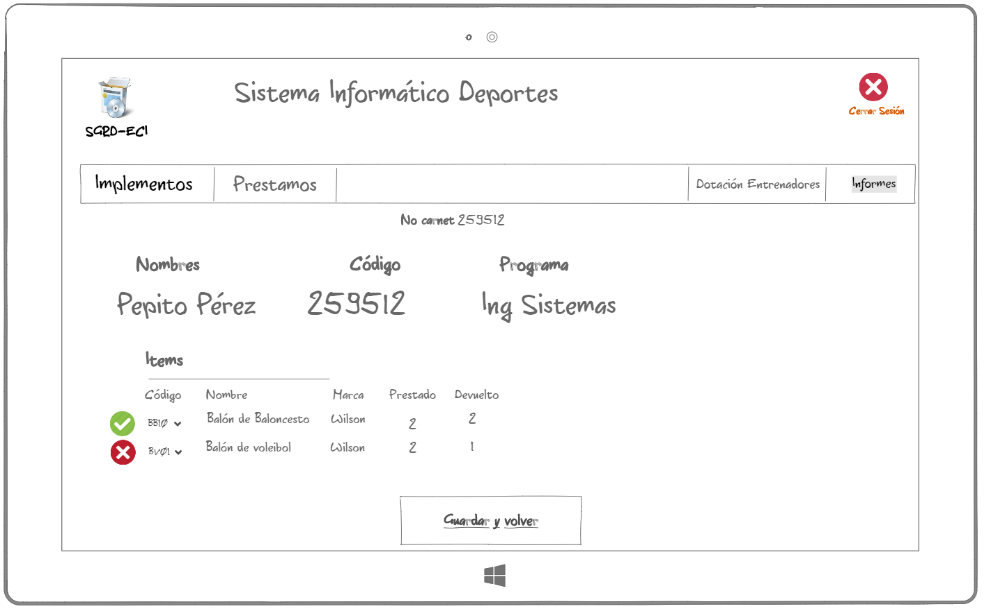 Sistema Informático Deportes
SGRD-ECI
Cerrar Sesión
Implementos Prestamos Dotación Entrenadores Informes
No carnet 259512
Nombres Código Programa
Pepito Pérez 259512 Ing Sistemas
Items
Código Nombre Marca Prestado Devuelto
BB10 Balón de Baloncesto Wilson 2 2
BV01 Balón de voleibol Wilson 2 1
Guardar y volver